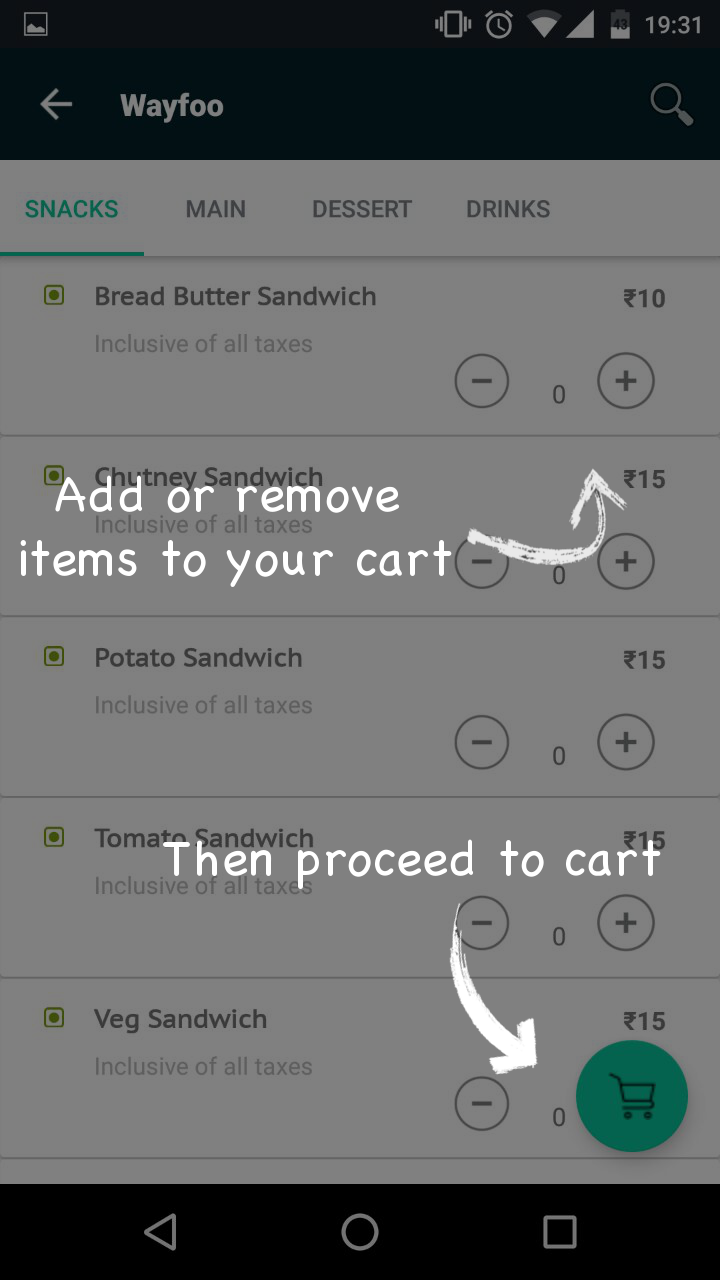 43 19:31
Wayfoo
SNACKS MAIN DESSERT DRINKS
Bread Butter Sandwich ₹10
Inclusive of all taxes
0
Chutney Sandwich ₹15
Add or remove
Inclusive of all taxes
items to your cart
0
Potato Sandwich ₹15
Inclusive of all taxes
0
Tomato Sandwich ₹15
Then proceed to cart
Inclusive of all taxes
0
Veg Sandwich ₹15
Inclusive of all taxes
0